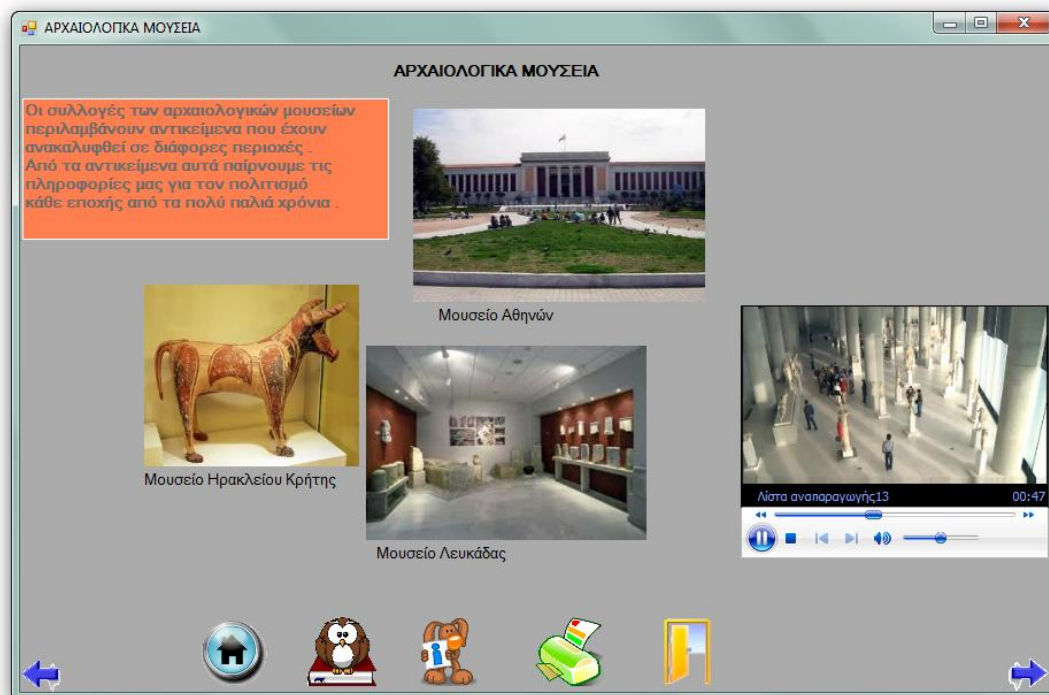 ΑΡΧΑΙΟΛΟΓΙΚΑ ΜΟΥΣΕΙΑ
ΑΡΧΑΙΟΛΟΓΙΚΑ ΜΟΥΣΕΙΑ
Οι συλλογές των αρχαιολογικών μουσείων
περιλαμβάνουν αντικείμενα που έχουν
ανακαλυφθεί σε διάφορες περιοχές .
Από τα αντικείμενα αυτά παίρνουμε τις
πληροφορίες μας για τον πολιτισμό
κάθε εποχής από τα πολύ παλιά χρόνια .
Μουσείο Αθηνών
Μουσείο Ηρακλείου Κρήτης
Μουσείο Λευκάδας
Λίστα αναπαραγωγής13 00:47